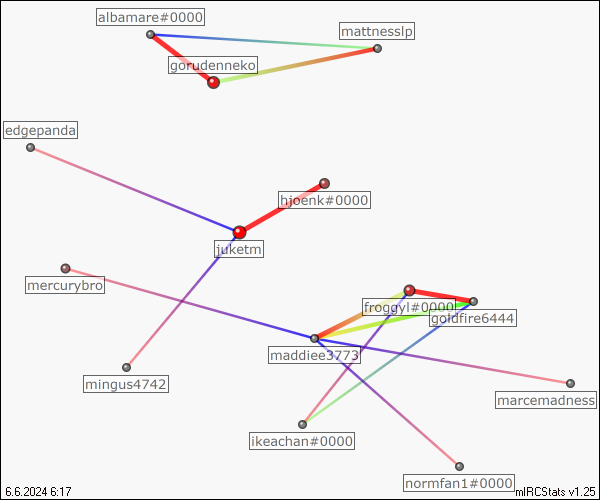 albamare#0000
mattnesslp
gorudenneko
edgepanda
hjoenk#0000
juketm
mercurybro
froggyl#0000
goldfire6444
maddiee3773
mingus4742
marcemadness
ikeachan#0000
normfan1#0000
6.6.2024 6:17
mIRCStats v1.25